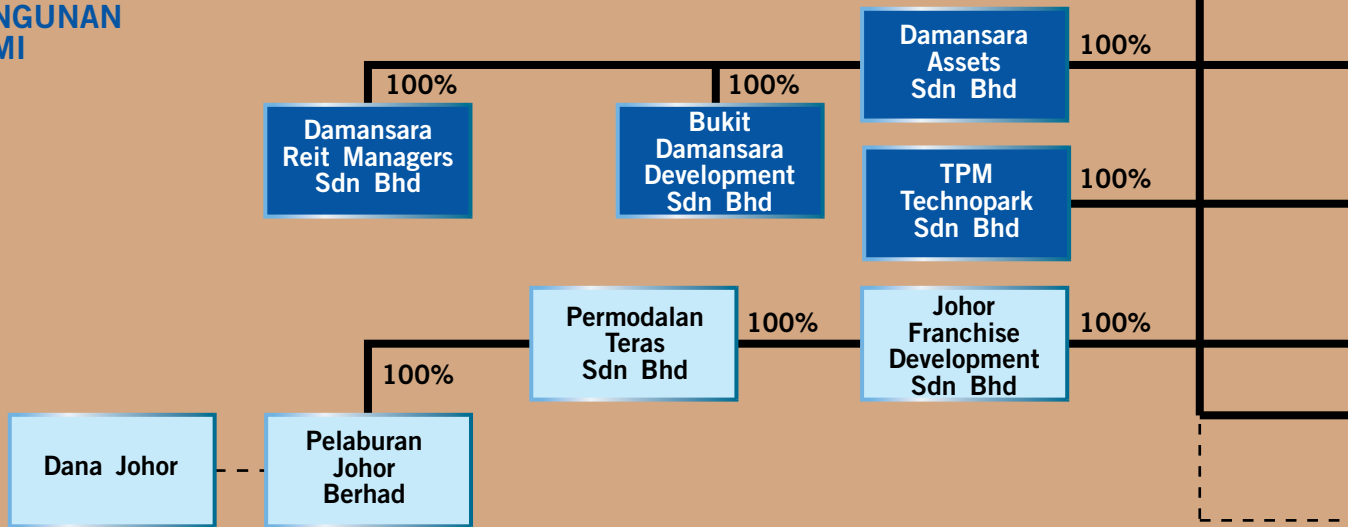 NGUNAN
MI
Damansara
Assets
Sdn Bhd
100%
100%
100%
Damansara
Reit Managers
Sdn Bhd
Bukit
Damansara
Development
Sdn Bhd
TPM
Technopark
Sdn Bhd
100%
Permodalan
Teras
Sdn Bhd
100%
Johor
Franchise
Development
Sdn Bhd
100%
100%
Dana Johor
Pelaburan
Johor
Berhad